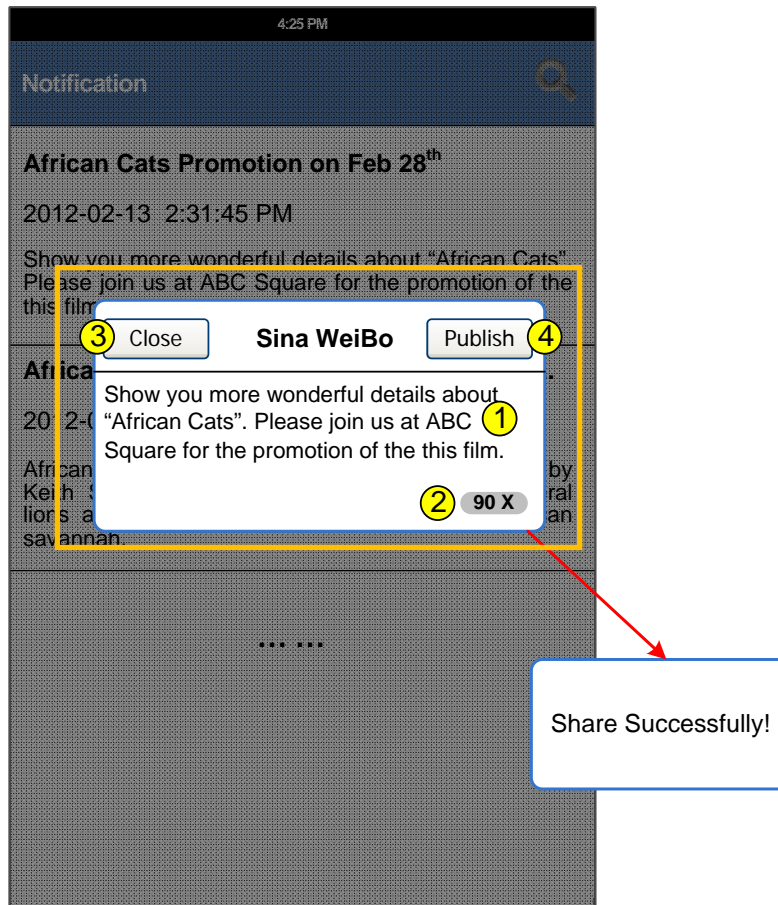 4:25 PM
Notification
African Cats Promotion on Feb 28th
2012-02-13 2:31:45 PM
Show you more wonderful details about “African Cats”.
Please join us at ABC Square for the promotion of the
this film
3 Close Sina WeiBo Publish 4
Show you more wonderful details about
“African Cats”. Please join us at ABC 1
Square for the promotion of the this film.
2 90 X
Africa
African by
Keith
lions a an
savannah.
... ...
Share Successfully!